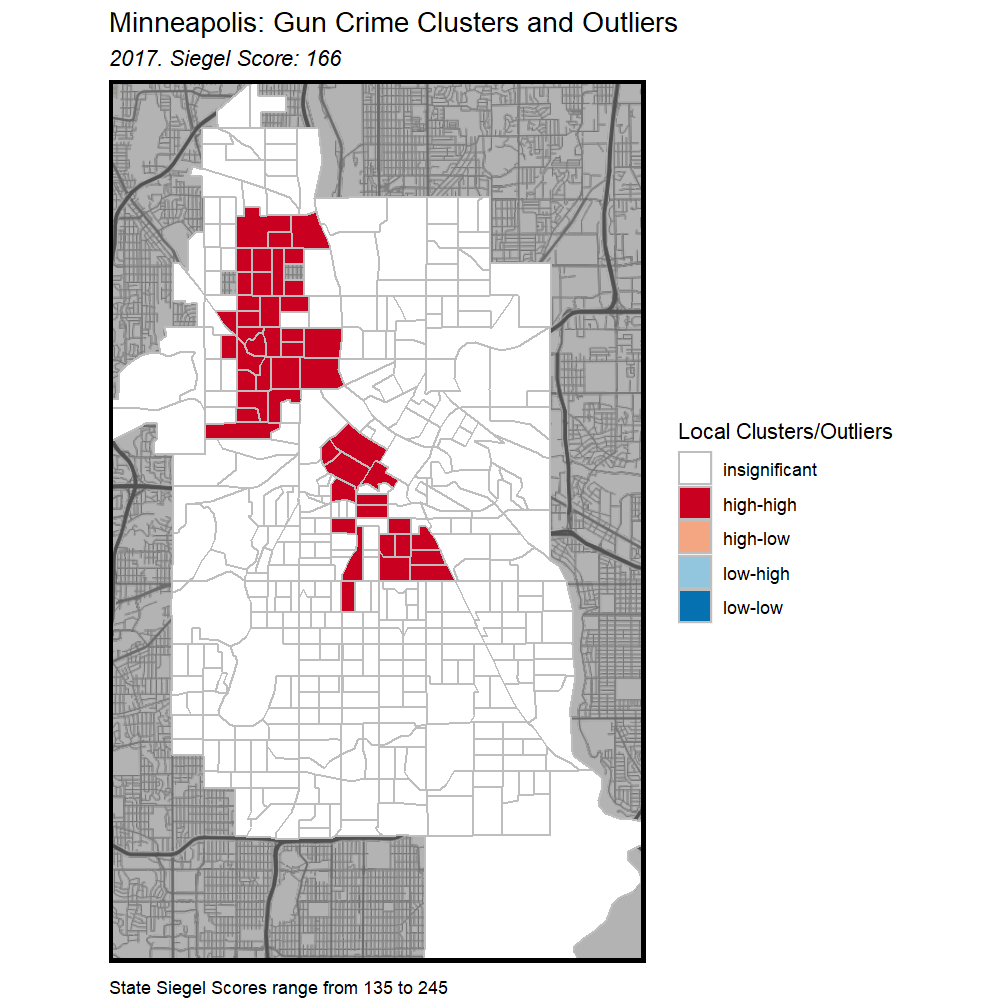 Minneapolis: Gun Crime Clusters and Outliers
2017. Siegel Score: 166
Local Clusters/Outliers
insignificant
high-high
high-low
low-high
low-low
State Siegel Scores range from 135 to 245